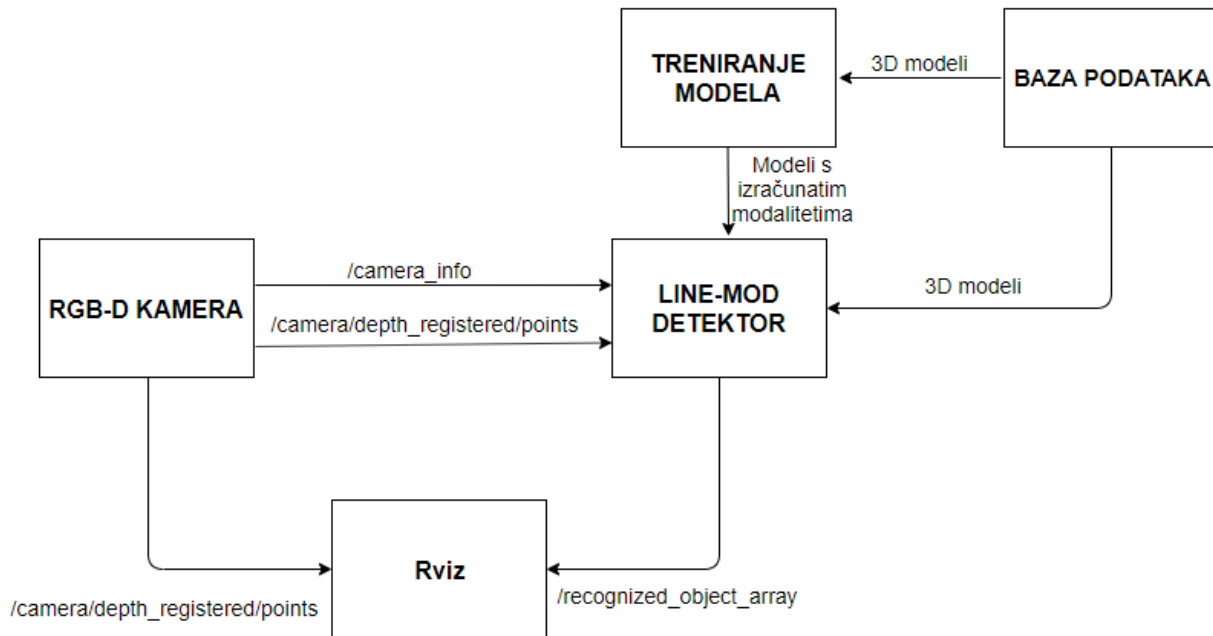 TRENIRANJE
MODELA
3D modeli
BAZA PODATAKA
Modeli s
izračunatim
modalitetima
RGB-D KAMERA
/camera_info
/camera/depth_registered/points
LINE-MOD
DETEKTOR
3D modeli
Rviz
/camera/depth_registered/points
/recognized_object_array